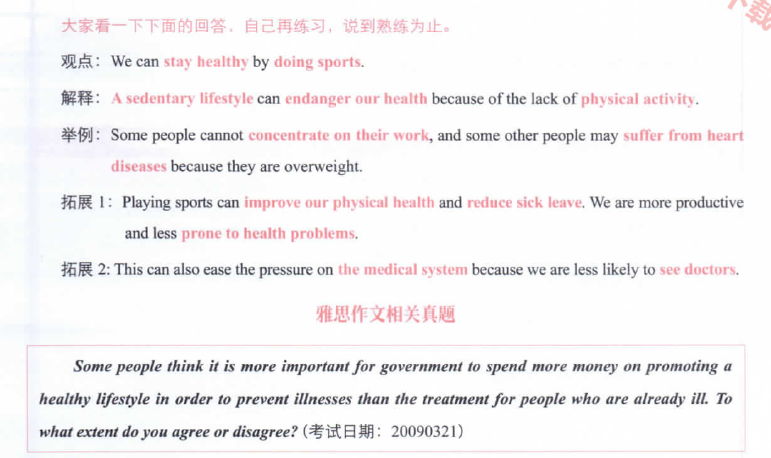 下载
大家看一下下面的回答，自己再练习，说到熟练为止。
观点：We can stay healthy by doing sports.
解释：A sedentary lifestyle can endanger our health because of the lack of physical activity.
举例：Some people cannot concentrate on their work, and some other people may suffer from heart
diseases because they are overweight.
拓展 1：Playing sports can improve our physical health and reduce sick leave. We are more productive
and less prone to health problems.
拓展 2: This can also ease the pressure on the medical system because we are less likely to see doctors.
雅思作文相关真题
Some people think it is more important for government to spend more money on promoting a
healthy lifestyle in order to prevent illnesses than the treatment for people who are already ill. To
what extent do you agree or disagree? (考试日期：20090321)